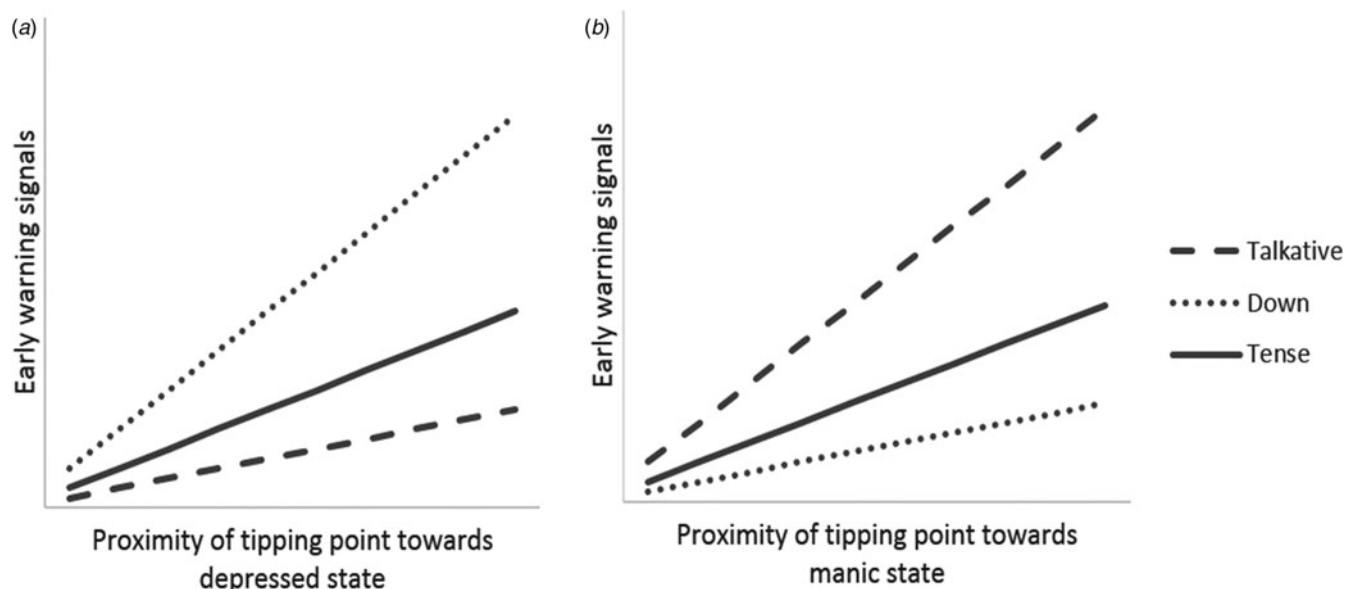 (a)
Early warning signals
Proximity of tipping point towards
depressed state
(b)
Early warning signals
Proximity of tipping point towards
manic state
Talkative
Down
Tense